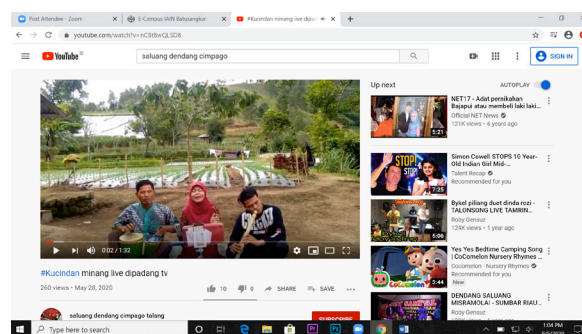 Post Attendee - Zoom
E-Campus IAIN Batusangkar
#Kucindan minang live dipa
youtube.com/watch?v=nC8t8wQLSD8
YouTube
saluang dendang cimpago
SIGN IN
Up next
AUTOPLAY
NET17 - Adat pernikahan
Bajapui atau membeli laki laki...
Official NET News
121K views • 6 years ago
5:21
Simon Cowell STOPS 10 Year-
Old Indian Girl Mid-...
Talent Recap
Recommended for you
STOP!
7:25
Bykel piliang duet dinda rozi -
TALONSONG LIVE TAMRIN...
Roby Gensuz
124K views • 1 year ago
5:06
Yes Yes Bedtime Camping Song
| CoComelon Nursery Rhymes ...
Cocomelon - Nursery Rhymes
Recommended for you
New
3:44
DENDANG SALUANG
MISRAMOLAI - SUMBAR RIAU...
Roby Gensuz
0:02 / 1:32
#Kucindan minang live dipadang tv
260 views • May 28, 2020
10
0
SHARE
SAVE
saluang dendang cimpago talang
SUBSCRIBE
Type here to search
1:04 PM